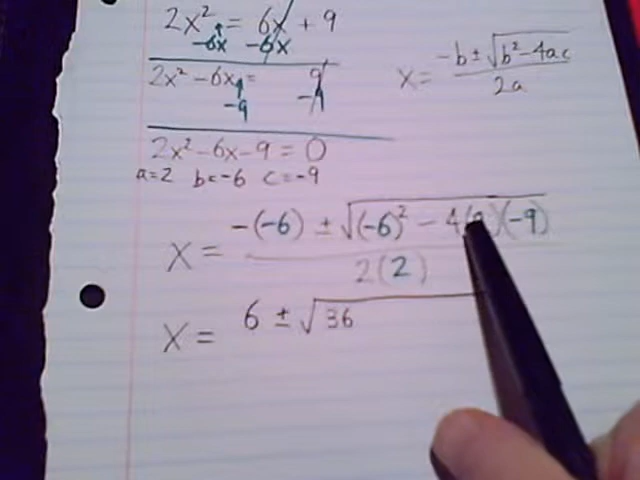 2x² = 6x + 9
-6x -6x
x = -b ± √b² - 4ac / 2a
2x² - 6x = 9
-9 -9
2x² - 6x - 9 = 0
a=2 b=-6 c=-9
x = -(-6) ± √(-6)² - 4( )(-9) / 2(2)
x = 6 ± √36